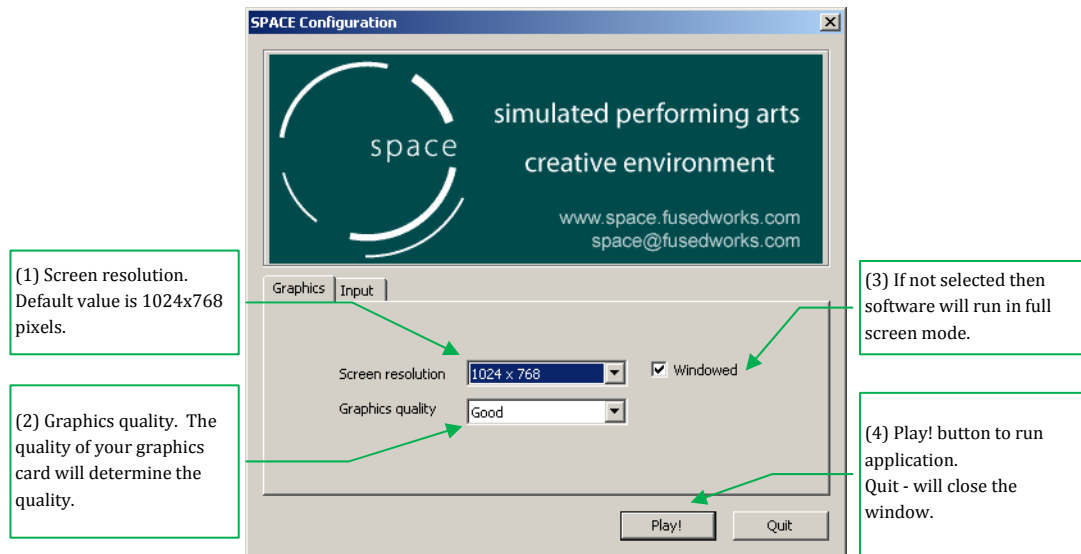 SPACE Configuration
space
simulated performing arts
creative environment
www.space.fusedworks.com
space@fusedworks.com
(1) Screen resolution.
Default value is 1024x768
pixels.
Graphics
Input
(3) If not selected then
software will run in full
screen mode.
Screen resolution
1024 x 768
Windowed
Graphics quality
Good
(2) Graphics quality.  The
quality of your graphics
card will determine the
quality.
(4) Play! button to run
application.
Quit - will close the
window.
Play!
Quit